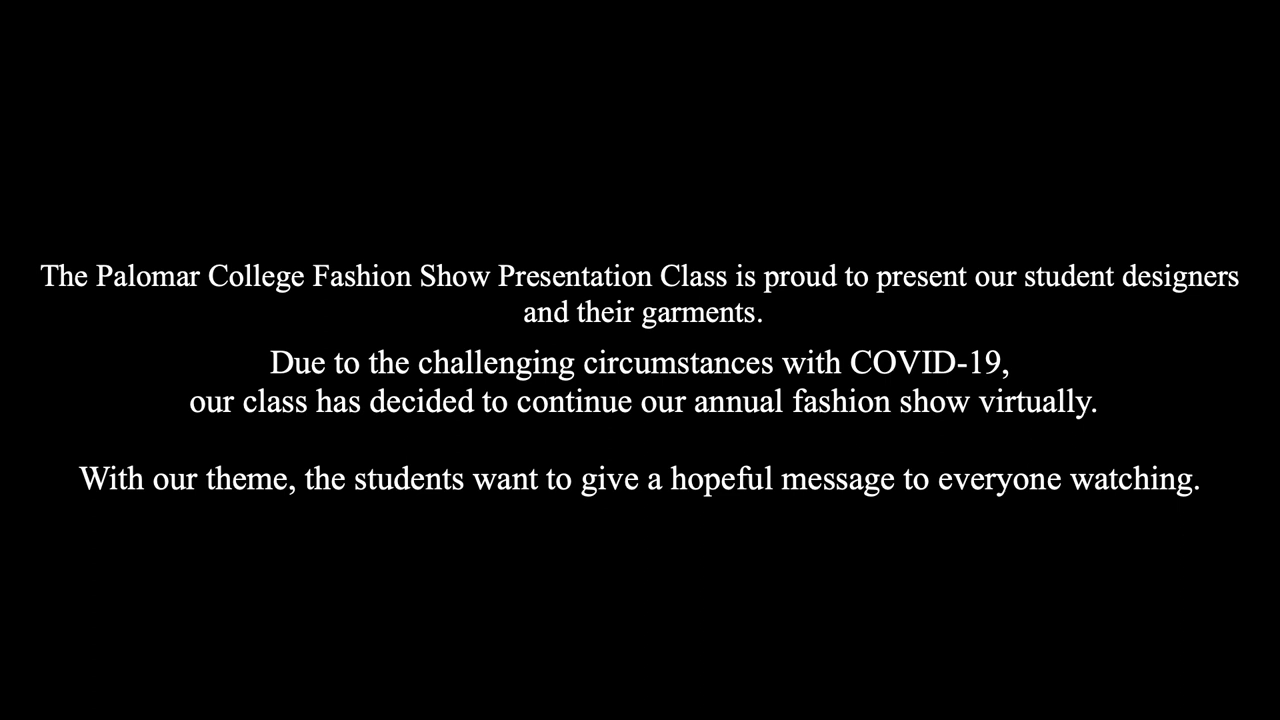 The Palomar College Fashion Show Presentation Class is proud to present our student designers
and their garments.
Due to the challenging circumstances with COVID-19,
our class has decided to continue our annual fashion show virtually.
With our theme, the students want to give a hopeful message to everyone watching.